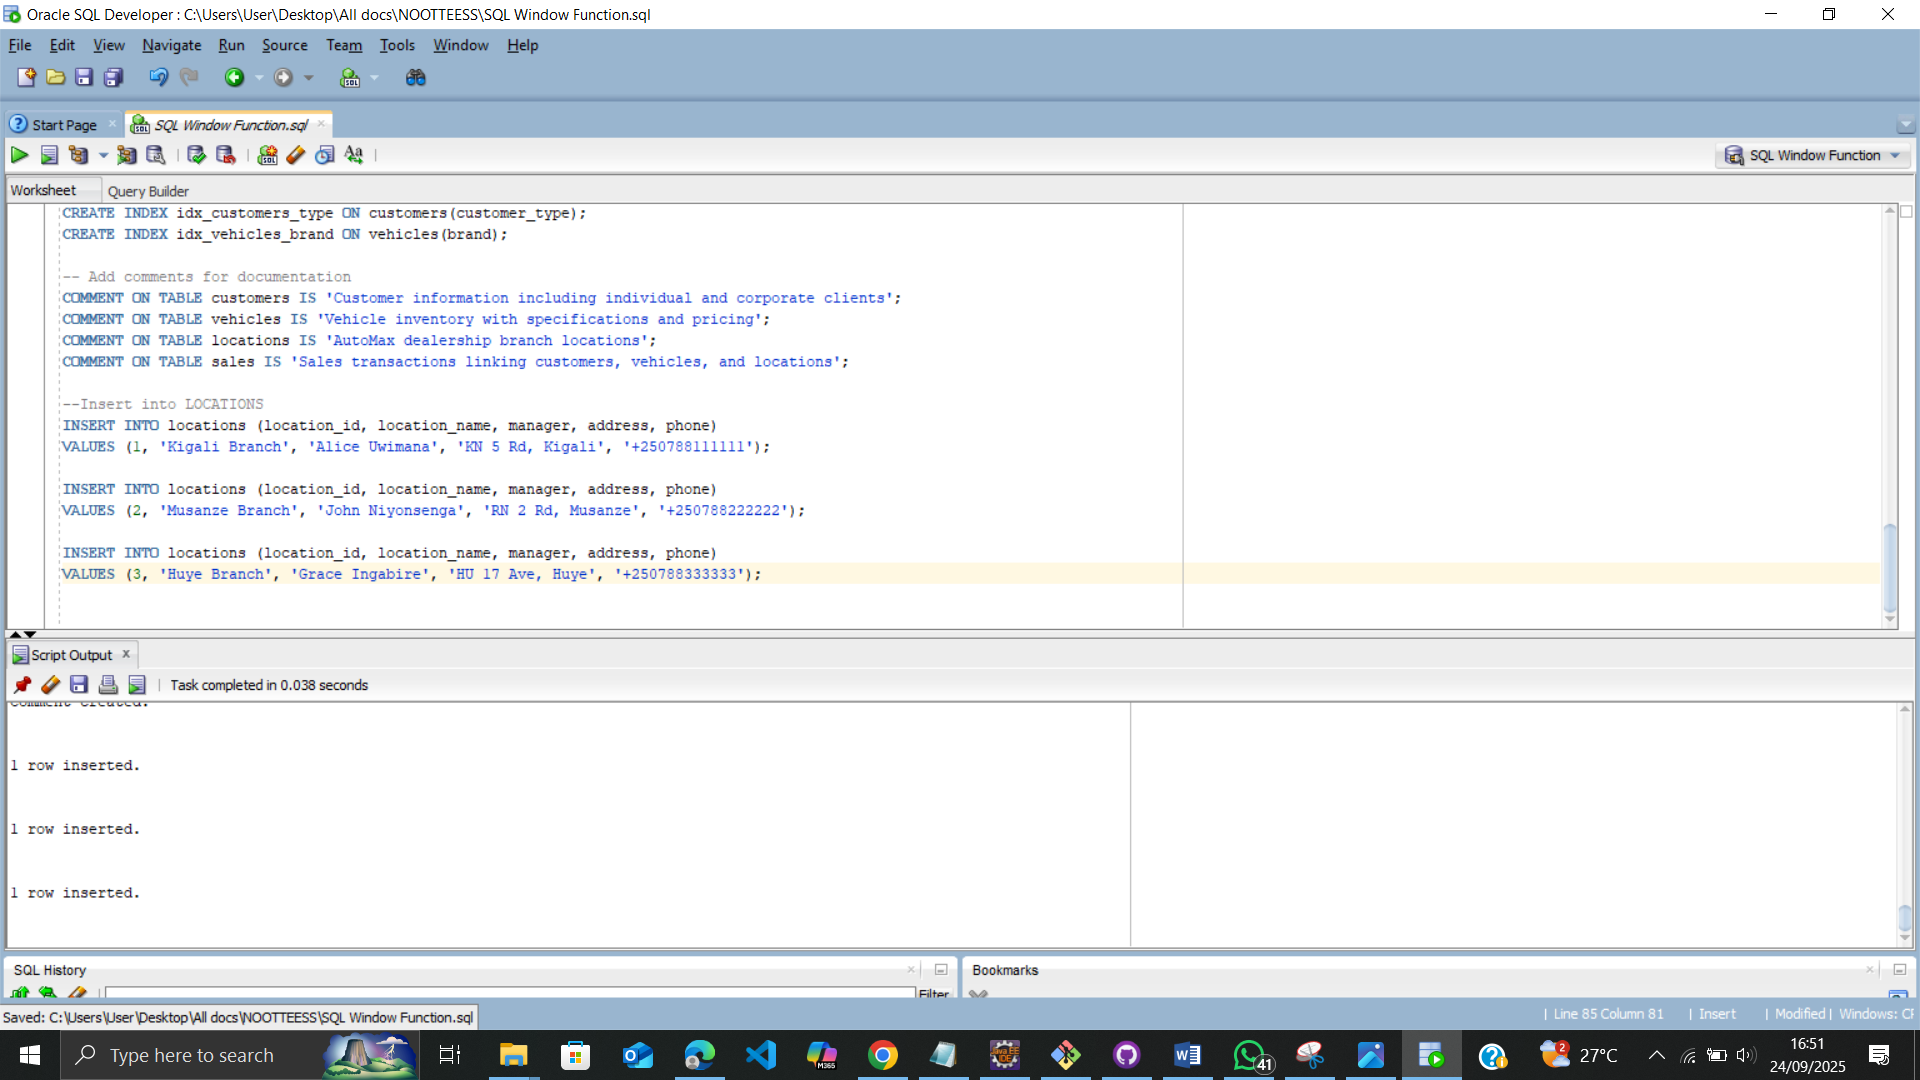 Oracle SQL Developer : C:\Users\User\Desktop\All docs\NOOTTEESS\SQL Window Function.sql
File Edit View Navigate Run Source Team Tools Window Help
Start Page SQL Window Function.sql
SQL Window Function
Worksheet Query Builder
CREATE INDEX idx_customers_type ON customers(customer_type);
CREATE INDEX idx_vehicles_brand ON vehicles(brand);
-- Add comments for documentation
COMMENT ON TABLE customers IS 'Customer information including individual and corporate clients';
COMMENT ON TABLE vehicles IS 'Vehicle inventory with specifications and pricing';
COMMENT ON TABLE locations IS 'AutoMax dealership branch locations';
COMMENT ON TABLE sales IS 'Sales transactions linking customers, vehicles, and locations';
--Insert into LOCATIONS
INSERT INTO locations (location_id, location_name, manager, address, phone)
VALUES (1, 'Kigali Branch', 'Alice Uwimana', 'KN 5 Rd, Kigali', '+250788111111');
INSERT INTO locations (location_id, location_name, manager, address, phone)
VALUES (2, 'Musanze Branch', 'John Niyonsenga', 'RN 2 Rd, Musanze', '+250788222222');
INSERT INTO locations (location_id, location_name, manager, address, phone)
VALUES (3, 'Huye Branch', 'Grace Ingabire', 'HU 17 Ave, Huye', '+250788333333');
Script Output
Task completed in 0.038 seconds
Comment created.
1 row inserted.
1 row inserted.
1 row inserted.
SQL History
Bookmarks
Filter
Saved: C:\Users\User\Desktop\All docs\NOOTTEESS\SQL Window Function.sql
| Line 85 Column 81 | Insert | Modified | Windows: CF
Type here to search
M365
41
2
27°C
16:51
24/09/2025